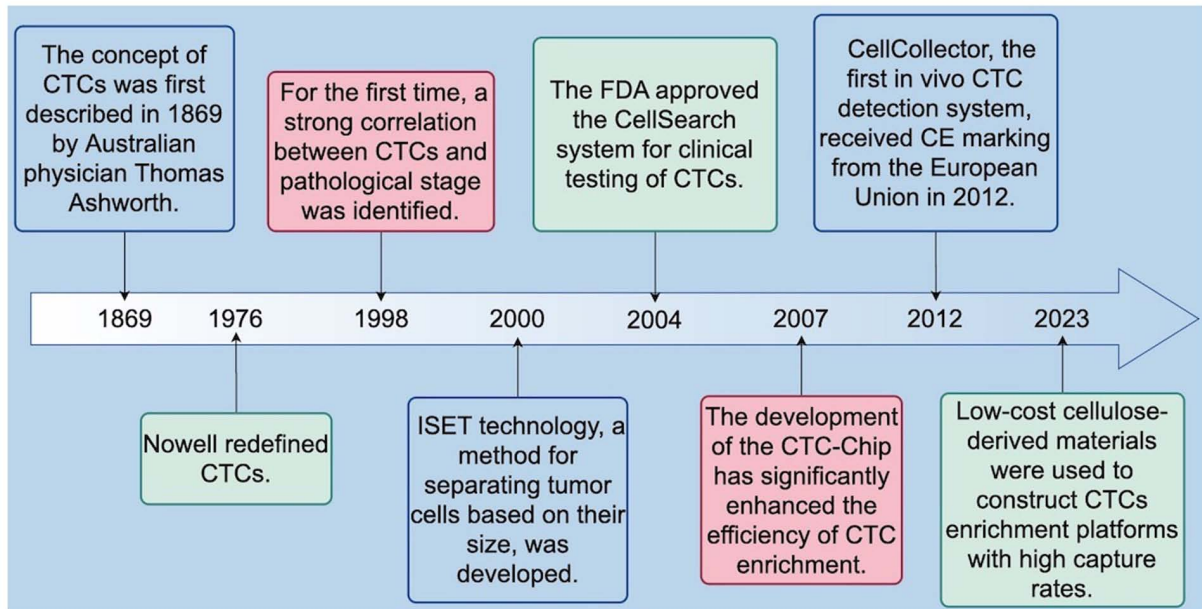 The concept of
CTCs was first
described in 1869
by Australian
physician Thomas
Ashworth.
For the first time, a
strong correlation
between CTCs and
pathological stage
was identified.
The FDA approved
the CellSearch
system for clinical
testing of CTCs.
CellCollector, the
first in vivo CTC
detection system,
received CE marking
from the European
Union in 2012.
1869 1976 1998 2000 2004 2007 2012 2023
Nowell redefined
CTCs.
ISET technology, a
method for
separating tumor
cells based on their
size, was
developed.
The development
of the CTC-Chip
has significantly
enhanced the
efficiency of CTC
enrichment.
Low-cost cellulose-
derived materials
were used to
construct CTCs
enrichment platforms
with high capture
rates.